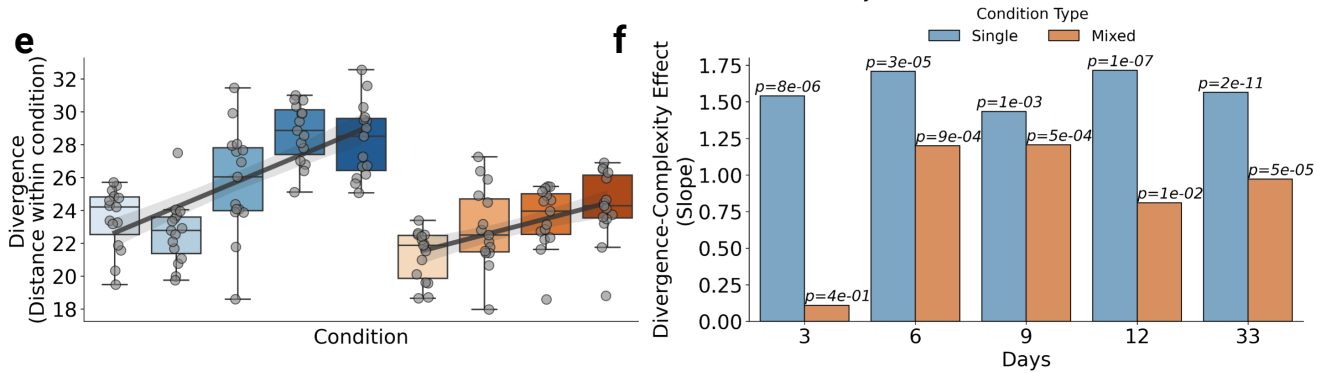 e
Divergence
(Distance within condition)
32
30
28
26
24
22
20
18
Condition
f
Condition Type
Single
Mixed
Divergence-Complexity Effect
(Slope)
1.75
1.50
1.25
1.00
0.75
0.50
0.25
0.00
p=8e-06
p=4e-01
p=3e-05
p=9e-04
p=1e-03
p=5e-04
p=1e-07
p=1e-02
p=2e-11
p=5e-05
3
6
9
12
33
Days